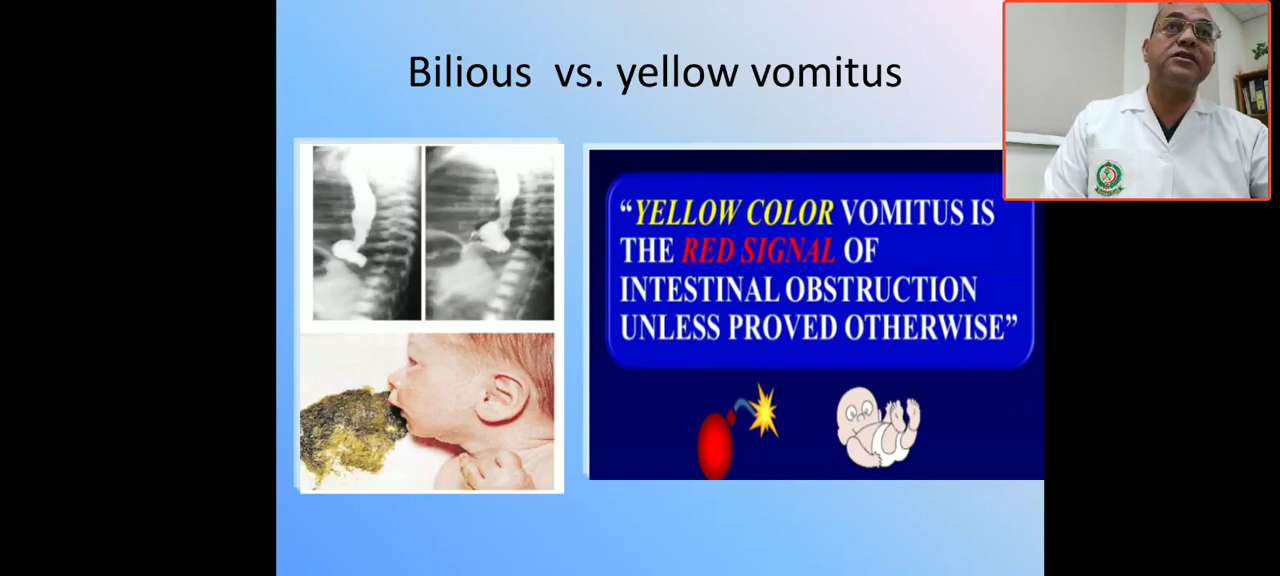 Bilious vs. yellow vomitus
“YELLOW COLOR VOMITUS IS
THE RED SIGNAL OF
INTESTINAL OBSTRUCTION
UNLESS PROVED OTHERWISE”